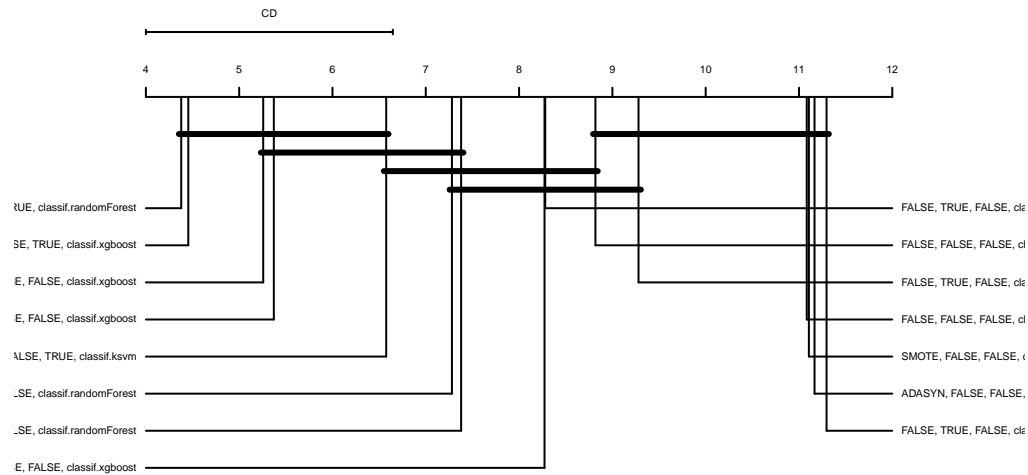 CD
4 5 6 7 8 9 10 11 12
RUE, classif.randomForest
SE, TRUE, classif.xgboost
E, FALSE, classif.xgboost
E, FALSE, classif.xgboost
ALSE, TRUE, classif.ksvm
LSE, classif.randomForest
LSE, classif.randomForest
E, FALSE, classif.xgboost
FALSE, TRUE, FALSE, cla
FALSE, FALSE, FALSE, cl
FALSE, TRUE, FALSE, cla
FALSE, FALSE, FALSE, cl
SMOTE, FALSE, FALSE, c
ADASYN, FALSE, FALSE,
FALSE, TRUE, FALSE, cla